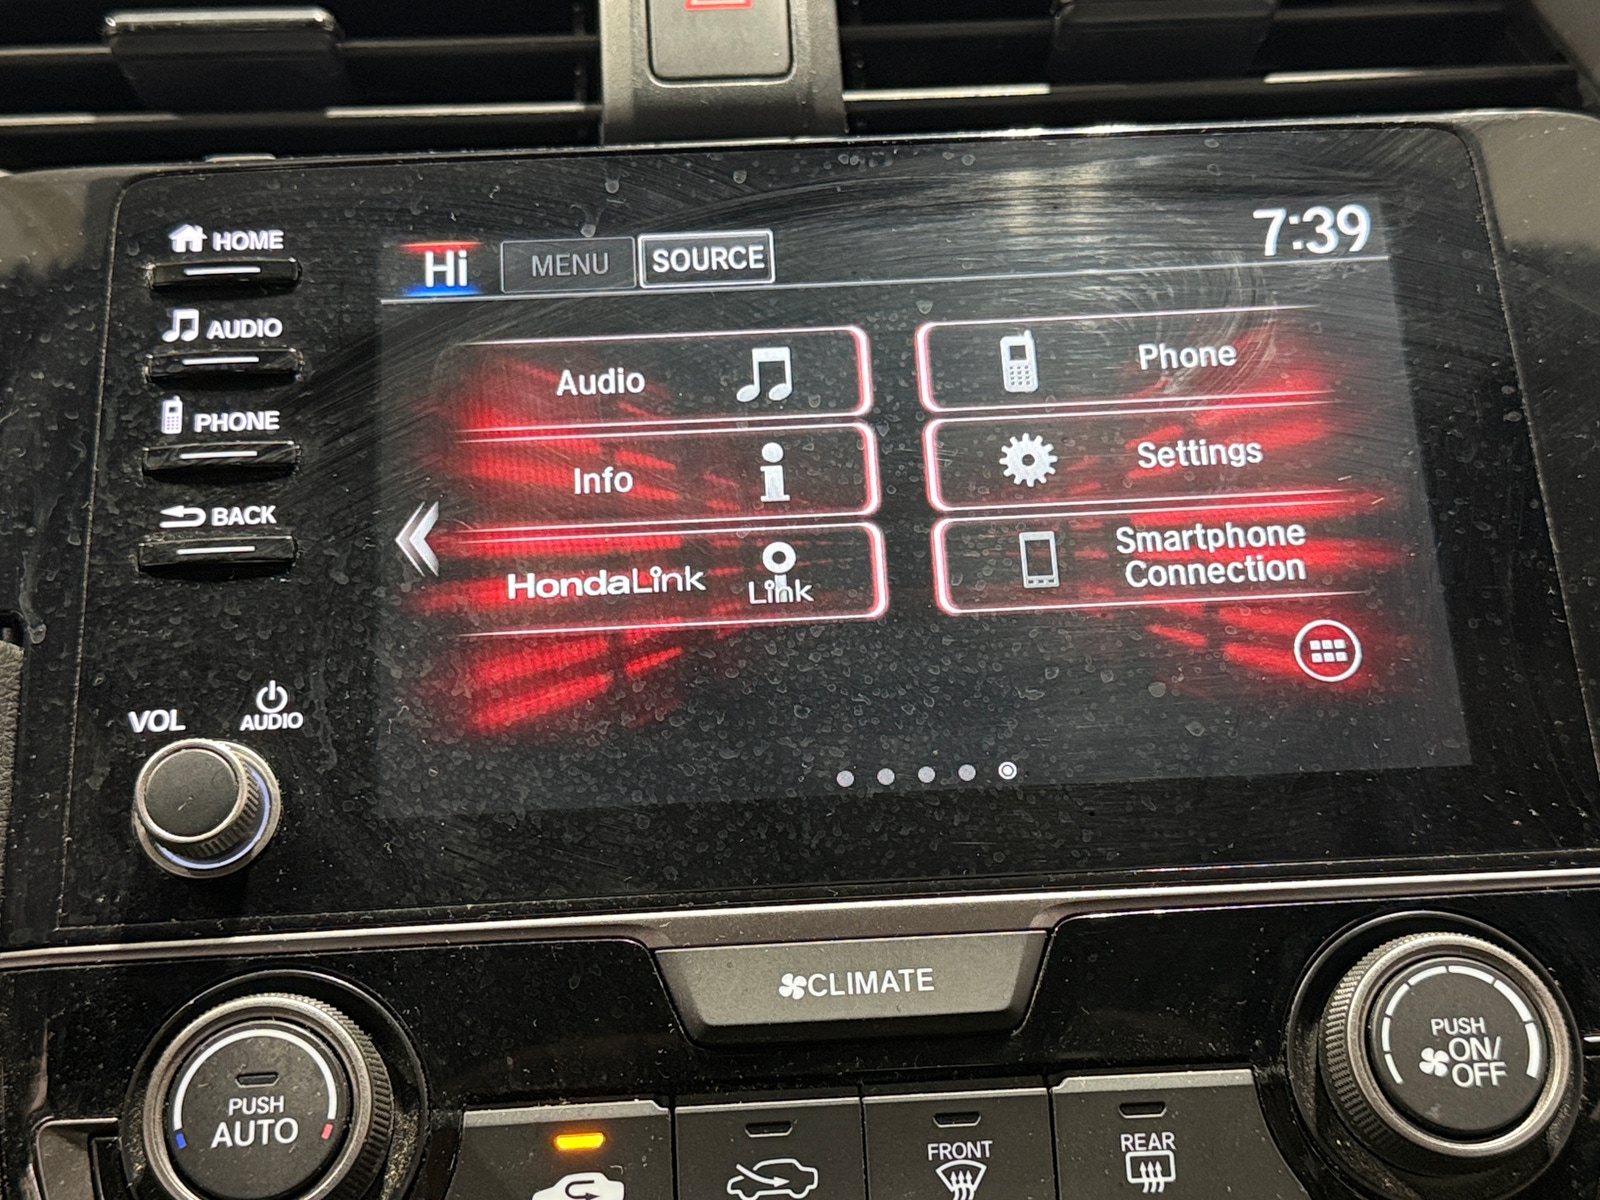 HOME
AUDIO
PHONE
BACK
VOL
AUDIO
Hi
MENU
SOURCE
7:39
Audio
Phone
Info
Settings
HondaLink
Link
Smartphone
Connection
CLIMATE
PUSH
AUTO
FRONT
REAR
PUSH
ON/
OFF